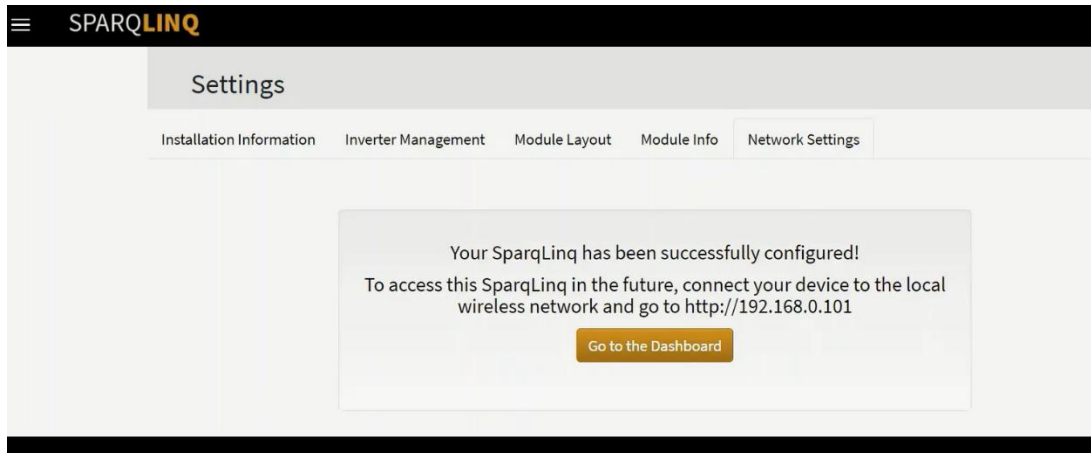 SPARQLINQ
Settings
Installation Information Inverter Management Module Layout Module Info Network Settings
Your SparqLinq has been successfully configured!
To access this SparqLinq in the future, connect your device to the local
wireless network and go to http://192.168.0.101
Go to the Dashboard